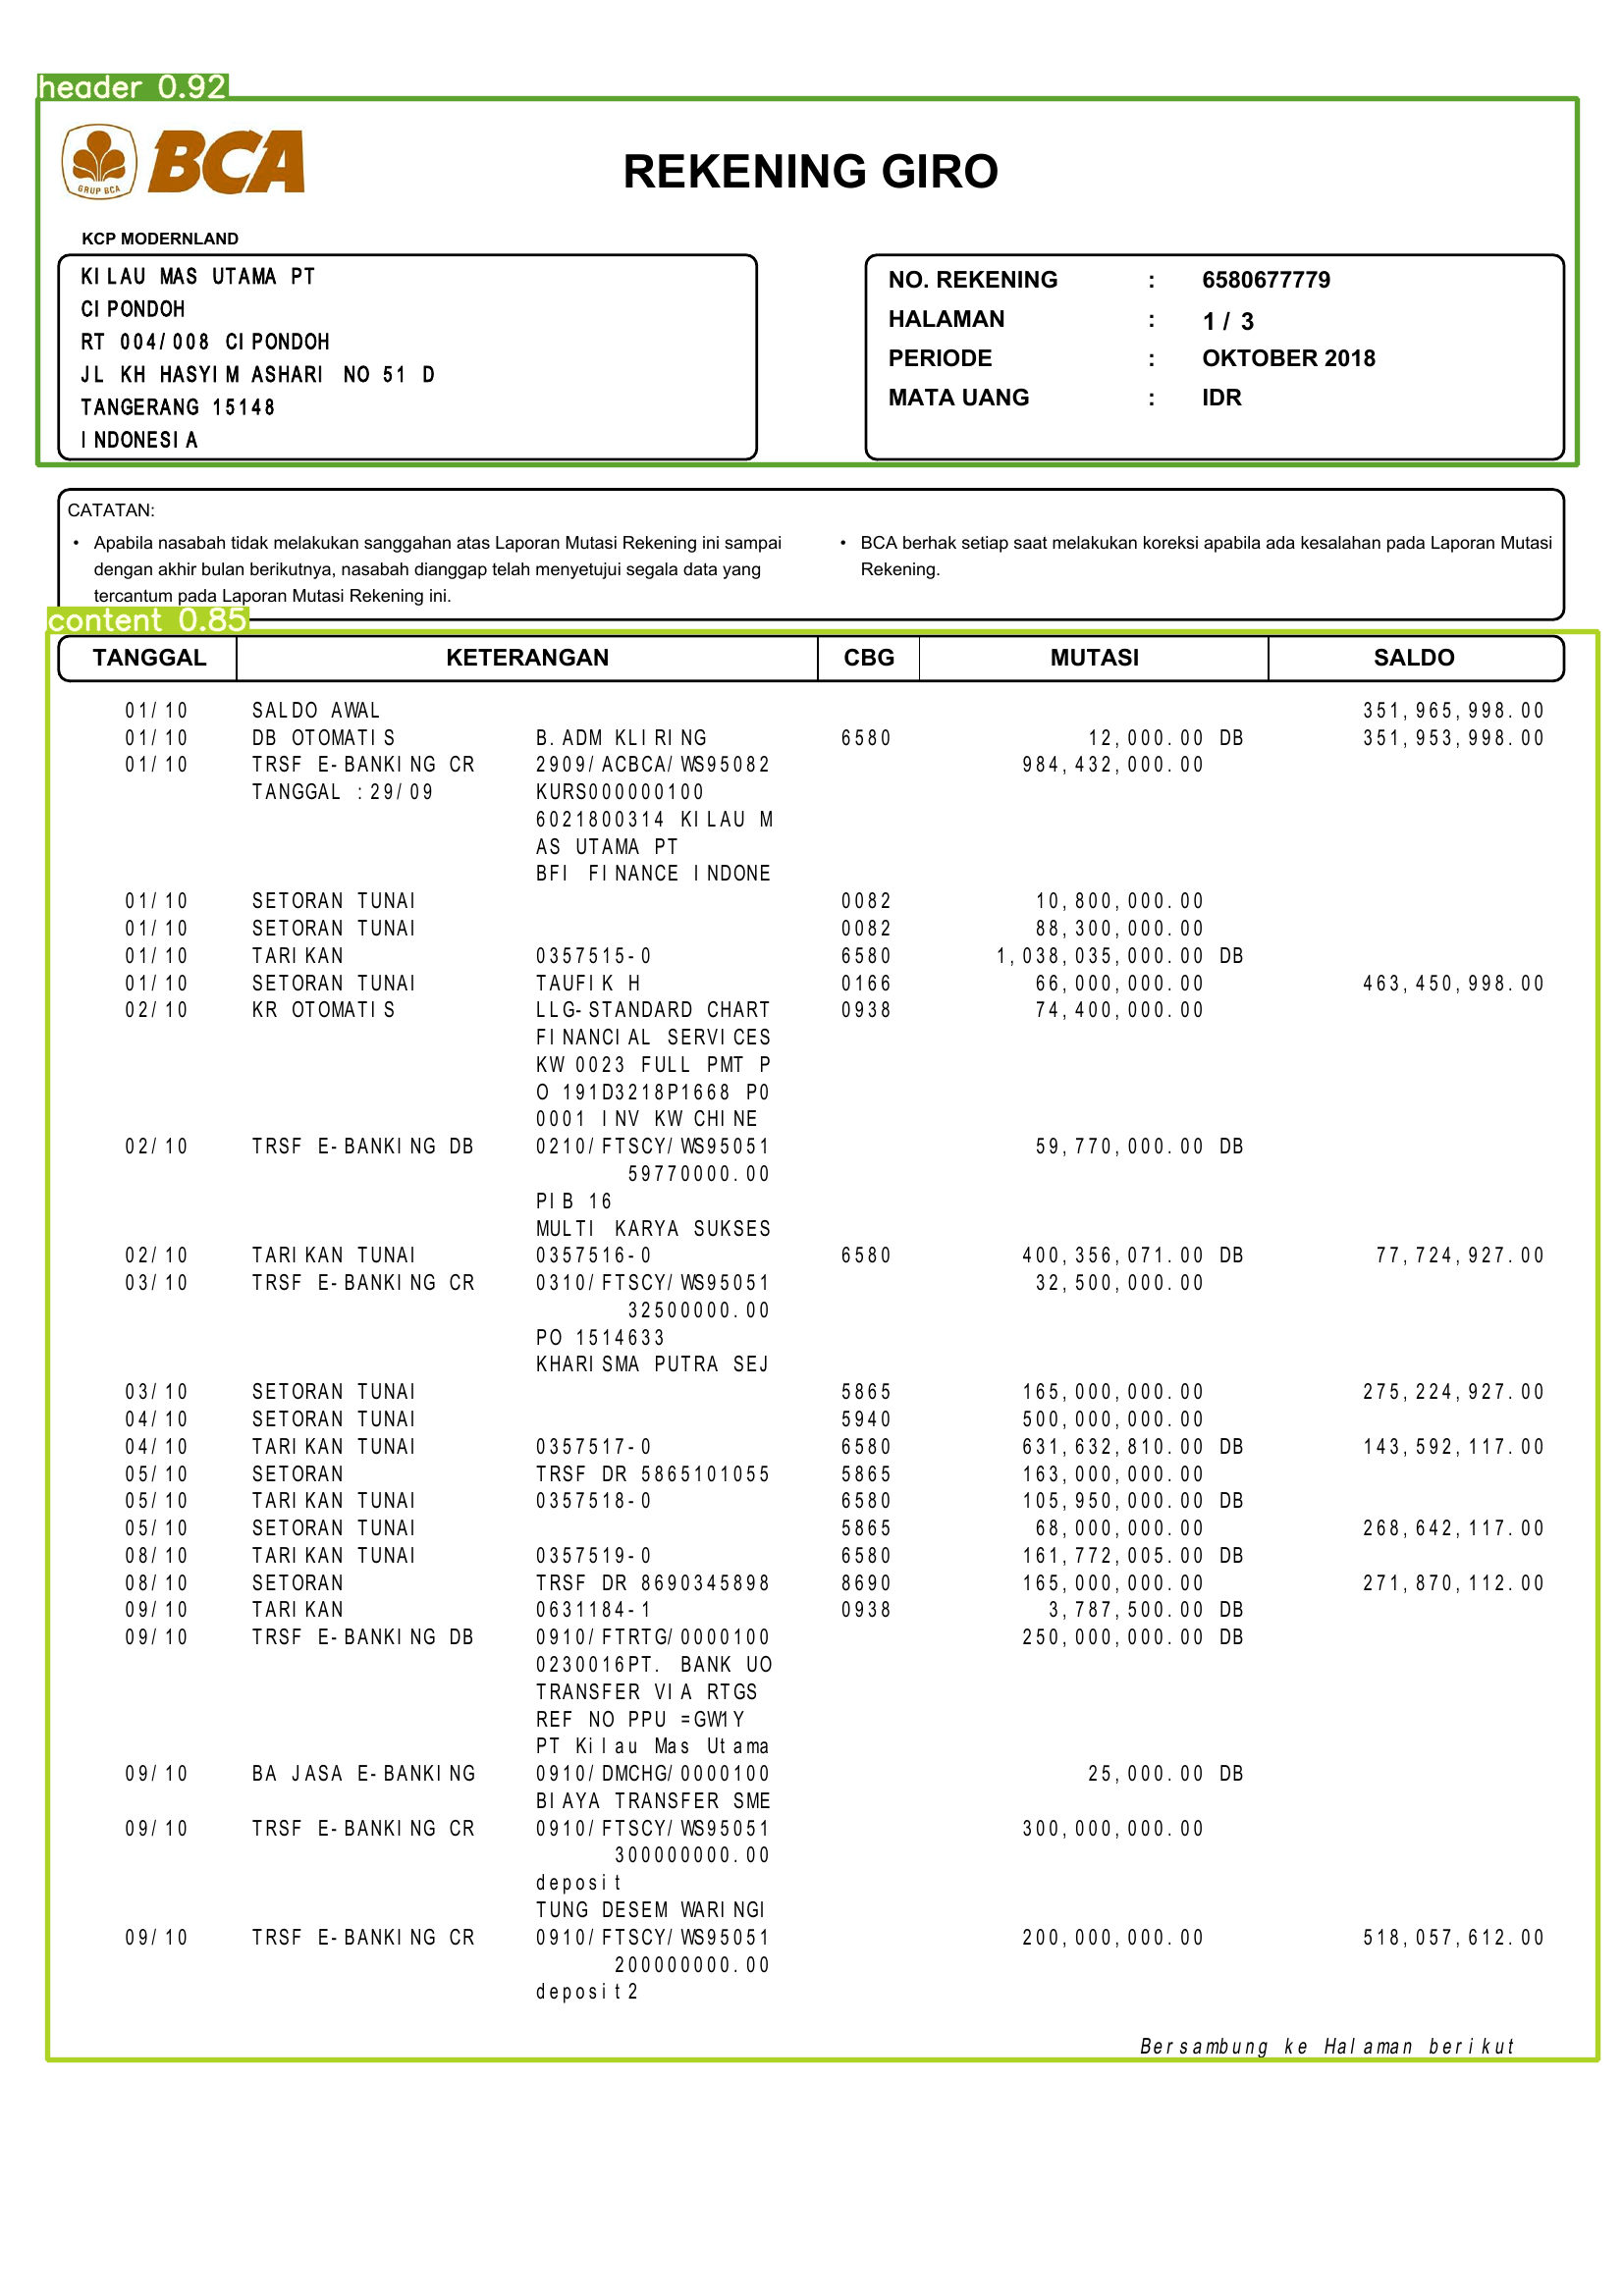 header 0.92
GRUP BCA
BCA
REKENING GIRO
KCP MODERNLAND
KILAU MAS UTAMA PT
CIPONDOH
RT 004/008 CIPONDOH
JL KH HASYIM ASHARI NO 51 D
TANGERANG 15148
INDONESIA
NO. REKENING : 6580677779
HALAMAN : 1 / 3
PERIODE : OKTOBER 2018
MATA UANG : IDR
CATATAN:
• Apabila nasabah tidak melakukan sanggahan atas Laporan Mutasi Rekening ini sampai
dengan akhir bulan berikutnya, nasabah dianggap telah menyetujui segala data yang
tercantum pada Laporan Mutasi Rekening ini.
• BCA berhak setiap saat melakukan koreksi apabila ada kesalahan pada Laporan Mutasi
Rekening.
content 0.85
TANGGAL KETERANGAN CBG MUTASI SALDO
01/10 SALDO AWAL 351,965,998.00
01/10 DB OTOMATIS B.ADM KLIRING 6580 12,000.00 DB 351,953,998.00
01/10 TRSF E-BANKING CR 2909/ACBCA/WS95082 984,432,000.00
TANGGAL :29/09 KURS000000100
6021800314 KILAU M
AS UTAMA PT
BFI FINANCE INDONE
01/10 SETORAN TUNAI 0082 10,800,000.00
01/10 SETORAN TUNAI 0082 88,300,000.00
01/10 TARIKAN 0357515-0 6580 1,038,035,000.00 DB
01/10 SETORAN TUNAI TAUFIK H 0166 66,000,000.00 463,450,998.00
02/10 KR OTOMATIS LLG-STANDARD CHART 0938 74,400,000.00
FINANCIAL SERVICES
KW 0023 FULL PMT P
O 191D3218P1668 P0
0001 INV KW CHINE
02/10 TRSF E-BANKING DB 0210/FTSCY/WS95051 59,770,000.00 DB
59770000.00
PIB 16
MULTI KARYA SUKSES
02/10 TARIKAN TUNAI 0357516-0 6580 400,356,071.00 DB 77,724,927.00
03/10 TRSF E-BANKING CR 0310/FTSCY/WS95051 32,500,000.00
32500000.00
PO 1514633
KHARISMA PUTRA SEJ
03/10 SETORAN TUNAI 5865 165,000,000.00 275,224,927.00
04/10 SETORAN TUNAI 5940 500,000,000.00
04/10 TARIKAN TUNAI 0357517-0 6580 631,632,810.00 DB 143,592,117.00
05/10 SETORAN TRSF DR 5865101055 5865 163,000,000.00
05/10 TARIKAN TUNAI 0357518-0 6580 105,950,000.00 DB
05/10 SETORAN TUNAI 5865 68,000,000.00 268,642,117.00
08/10 TARIKAN TUNAI 0357519-0 6580 161,772,005.00 DB
08/10 SETORAN TRSF DR 8690345898 8690 165,000,000.00 271,870,112.00
09/10 TARIKAN 0631184-1 0938 3,787,500.00 DB
09/10 TRSF E-BANKING DB 0910/FTRTG/0000100 250,000,000.00 DB
0230016PT. BANK UO
TRANSFER VIA RTGS
REF NO PPU =GW1Y
PT Kilau Mas Utama
09/10 BA JASA E-BANKING 0910/DMCHG/0000100 25,000.00 DB
BIAYA TRANSFER SME
09/10 TRSF E-BANKING CR 0910/FTSCY/WS95051 300,000,000.00
300000000.00
deposit
TUNG DESEM WARINGI
09/10 TRSF E-BANKING CR 0910/FTSCY/WS95051 200,000,000.00 518,057,612.00
200000000.00
deposit2
Bersambung ke Halaman berikut